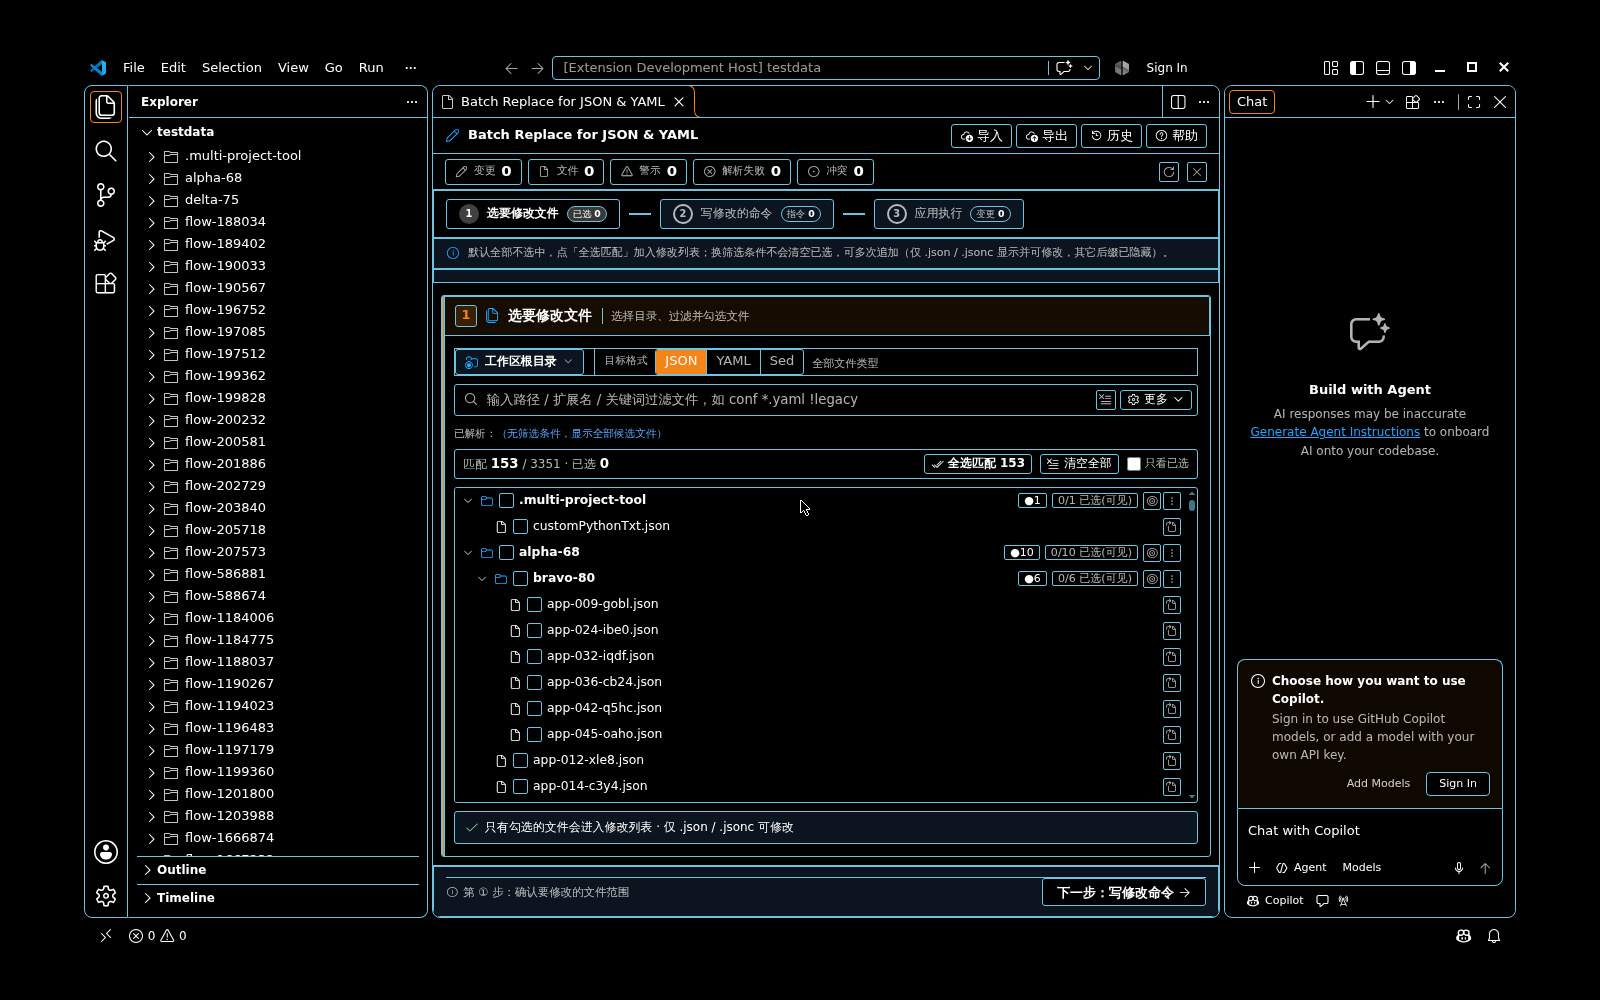 File Edit Selection View Go Run ···
[Extension Development Host] testdata
Sign In
Explorer
testdata
.multi-project-tool
alpha-68
delta-75
flow-188034
flow-189402
flow-190033
flow-190567
flow-196752
flow-197085
flow-197512
flow-199362
flow-199828
flow-200232
flow-200581
flow-201886
flow-202729
flow-203840
flow-205718
flow-207573
flow-586881
flow-588674
flow-1184006
flow-1184775
flow-1188037
flow-1190267
flow-1194023
flow-1196483
flow-1197179
flow-1199360
flow-1201800
flow-1203988
flow-1666874
Outline
Timeline
Batch Replace for JSON & YAML
Batch Replace for JSON & YAML
导入 导出 历史 帮助
变更 0 文件 0 警示 0 解析失败 0 冲突 0
1 选要修改文件 已选 0 2 写修改的命令 指令 0 3 应用执行 变更 0
默认全部不选中，点「全选匹配」加入修改列表；换筛选条件不会清空已选，可多次追加（仅 .json / .jsonc 显示并可修改，其它后缀已隐藏）。
1 选要修改文件 选择目录、过滤并勾选文件
工作区根目录 目标格式 JSON YAML Sed 全部文件类型
输入路径 / 扩展名 / 关键词过滤文件，如 conf *.yaml !legacy
更多
已解析：（无筛选条件，显示全部候选文件）
匹配 153 / 3351 · 已选 0 全选匹配 153 清空全部 只看已选
.multi-project-tool ●1 0/1 已选(可见)
customPythonTxt.json
alpha-68 ●10 0/10 已选(可见)
bravo-80 ●6 0/6 已选(可见)
app-009-gobl.json
app-024-ibe0.json
app-032-iqdf.json
app-036-cb24.json
app-042-q5hc.json
app-045-oaho.json
app-012-xle8.json
app-014-c3y4.json
只有勾选的文件会进入修改列表 · 仅 .json / .jsonc 可修改
第 ① 步：确认要修改的文件范围
下一步：写修改命令 →
Chat
Build with Agent
AI responses may be inaccurate
Generate Agent Instructions to onboard
AI onto your codebase.
Choose how you want to use
Copilot.
Sign in to use GitHub Copilot
models, or add a model with your
own API key.
Add Models Sign In
Chat with Copilot
Agent Models
Copilot
0 0